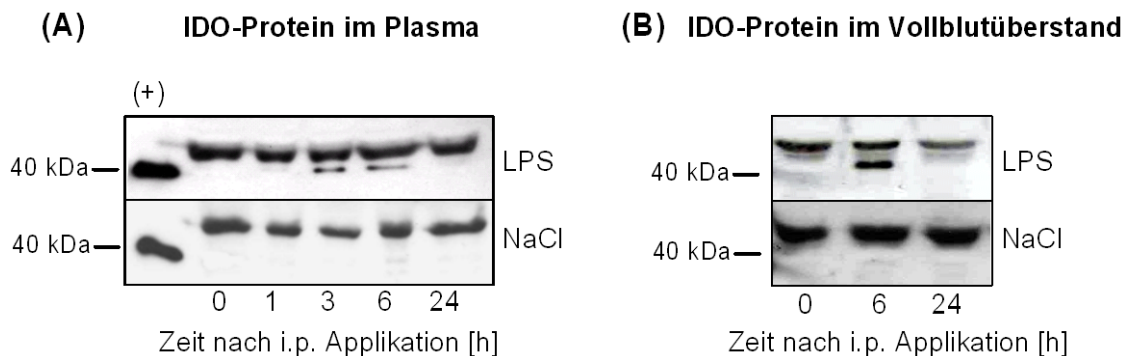 (A) IDO-Protein im Plasma
(+)
40 kDa
LPS
40 kDa
NaCl
0 1 3 6 24
Zeit nach i.p. Applikation [h]
(B) IDO-Protein im Vollblutüberstand
40 kDa
LPS
40 kDa
NaCl
0 6 24
Zeit nach i.p. Applikation [h]